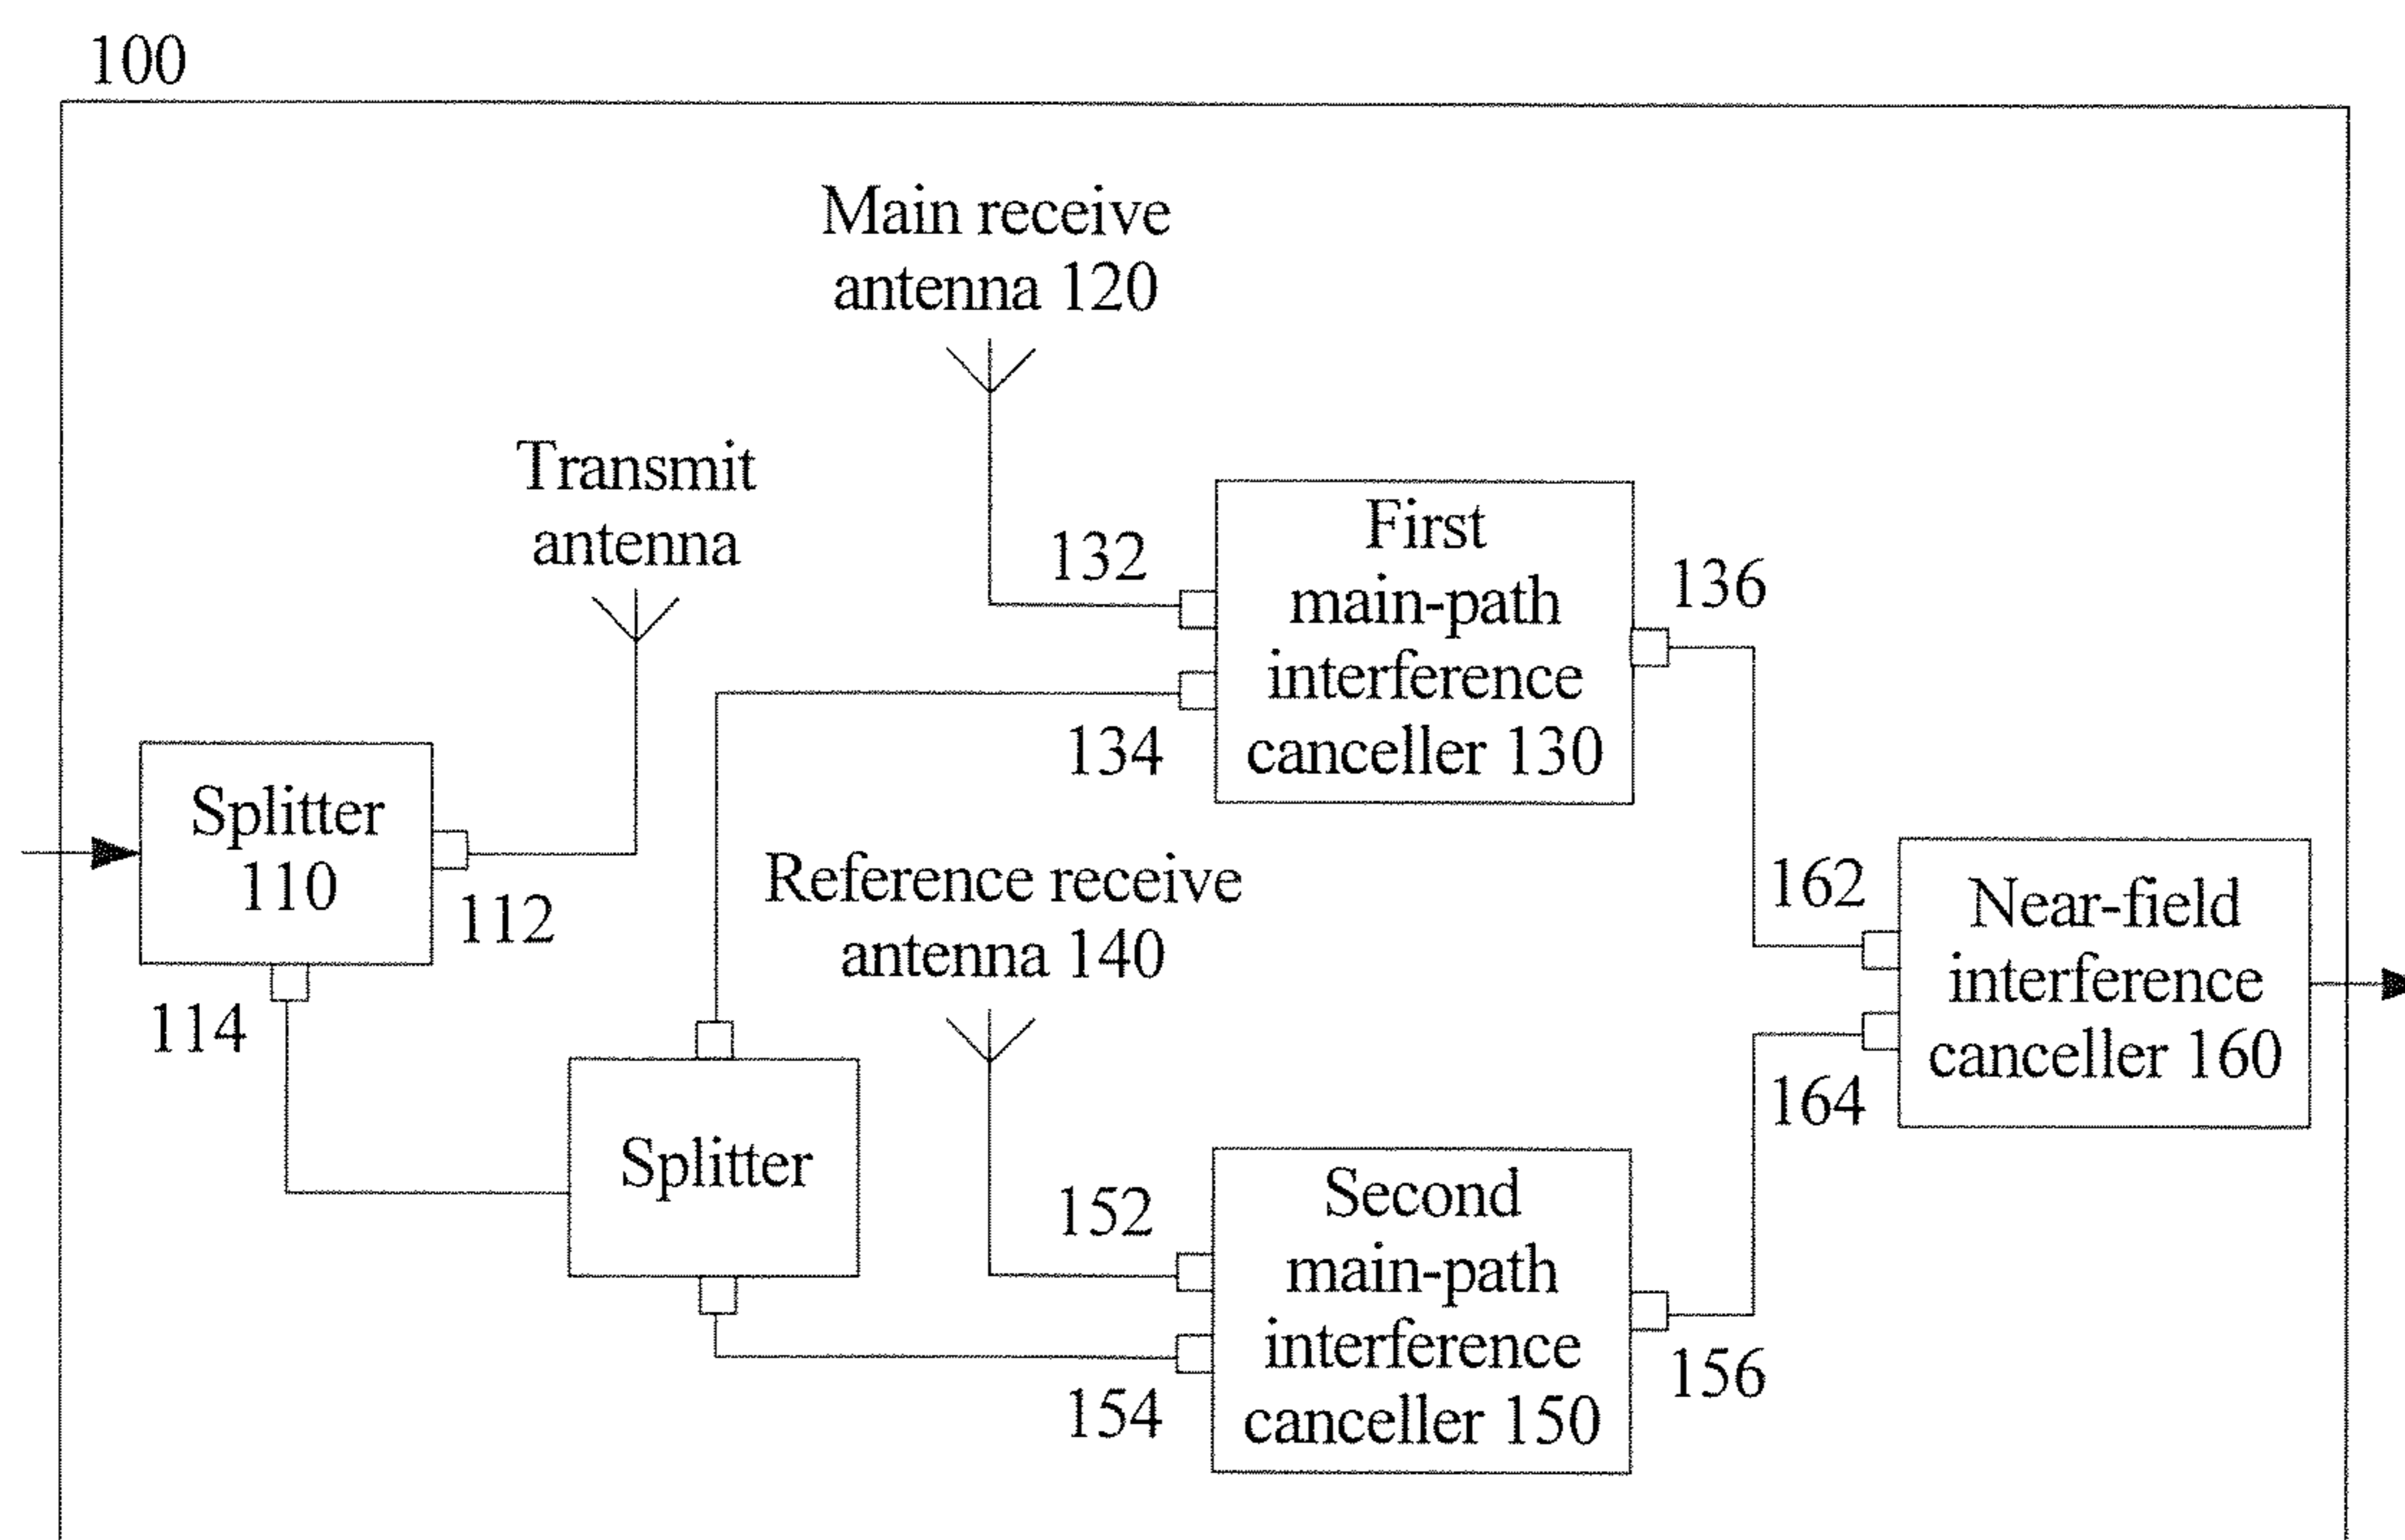 100
Main receive
antenna 120
Transmit
antenna
132
134
First
main-path
interference
canceller 130
136
Splitter
110
112
114
Reference receive
antenna 140
162
164
Near-field
interference
canceller 160
Splitter
152
154
Second
main-path
interference
canceller 150
156